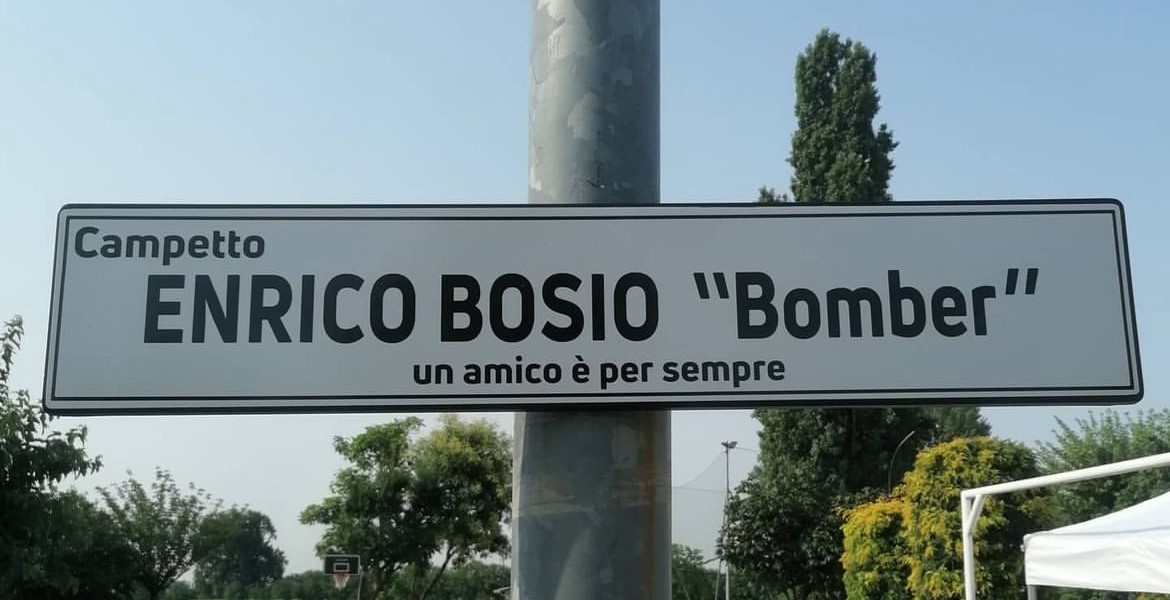 Campetto
ENRICO BOSIO "Bomber"
un amico è per sempre